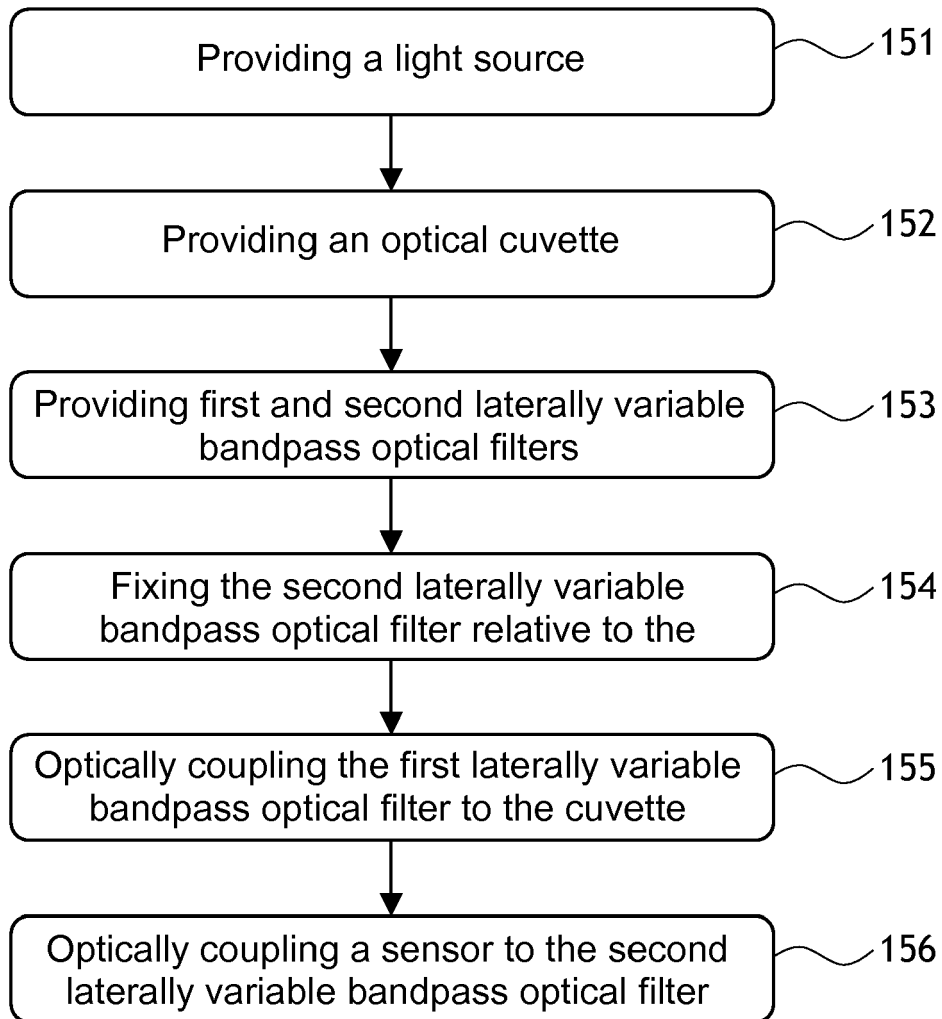 Providing a light source
151
Providing an optical cuvette
152
Providing first and second laterally variable
bandpass optical filters
153
Fixing the second laterally variable
bandpass optical filter relative to the
154
Optically coupling the first laterally variable
bandpass optical filter to the cuvette
155
Optically coupling a sensor to the second
laterally variable bandpass optical filter
156